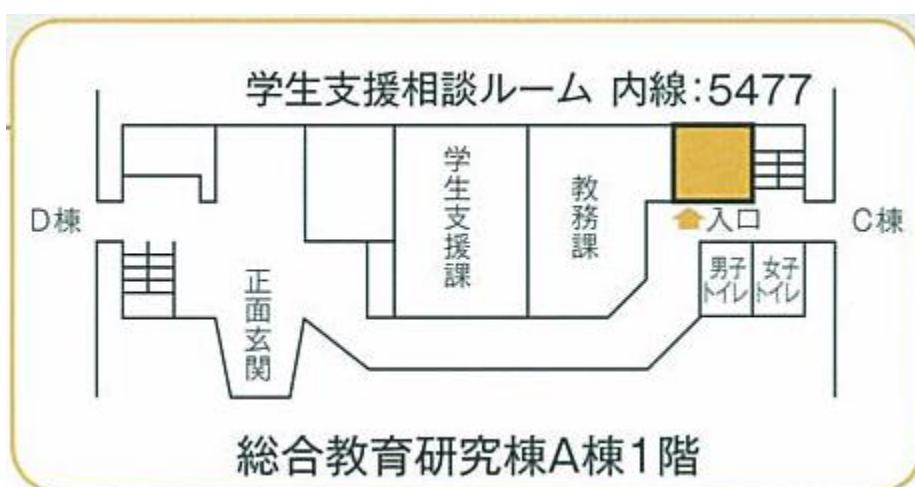 学生支援相談ルーム 内線:5477
D棟
正面玄関
学生支援課
教務課
入口
C棟
男子
トイレ
女子
トイレ
総合教育研究棟A棟1階